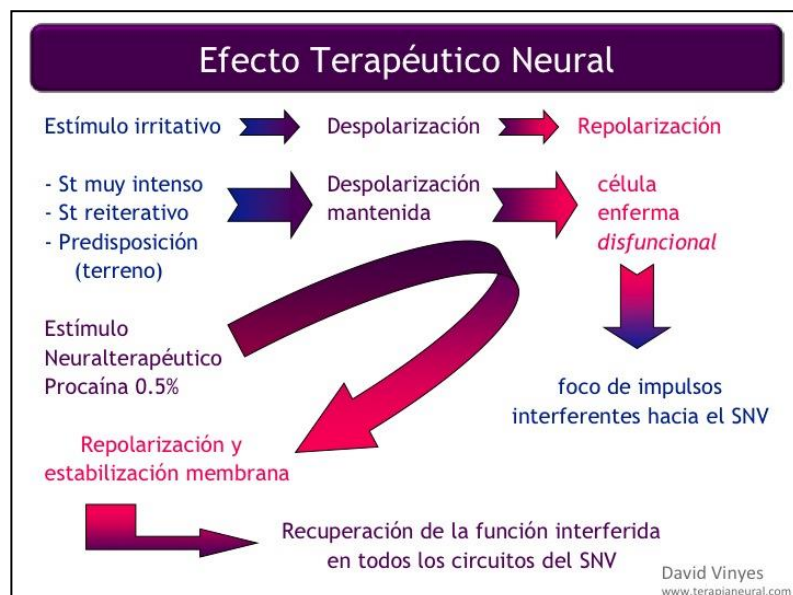 Efecto Terapéutico Neural
Estímulo irritativo
Despolarización
Repolarización
- St muy intenso
- St reiterativo
- Predisposición
(terreno)
Despolarización
mantenida
célula
enferma
disfuncional
Estímulo
Neuralterapéutico
Procaína 0.5%
foco de impulsos
interferentes hacia el SNV
Repolarización y
estabilización membrana
Recuperación de la función interferida
en todos los circuitos del SNV
David Vinyes
www.terapianeural.com